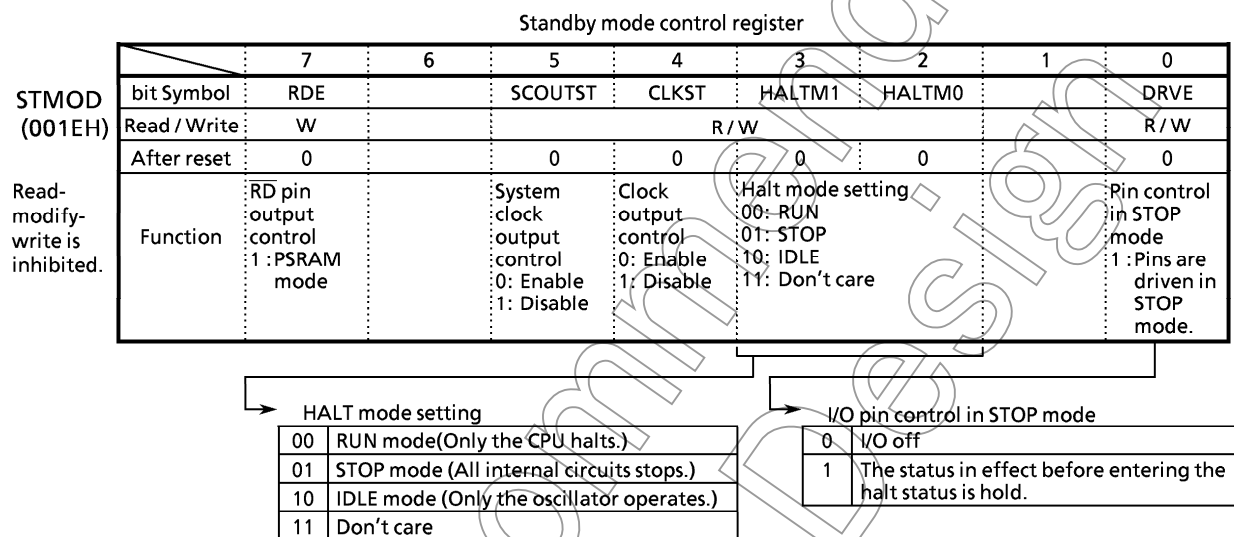 Standby mode control register
7 6 5 4 3 2 1 0
STMOD (001EH)
bit Symbol RDE SCOUTST CLKST HALTM1 HALTM0 DRVE
Read / Write W R / W R / W
After reset 0 0 0 0 0 0
Read-
modify-
write is
inhibited.
Function
RD pin
output
control
1 : PSRAM
mode
System
clock
output
control
0: Enable
1: Disable
Clock
output
control
0: Enable
1: Disable
Halt mode setting
00: RUN
01: STOP
10: IDLE
11: Don't care
Pin control
in STOP
mode
1 : Pins are
driven in
STOP
mode.
HALT mode setting
00 RUN mode(Only the CPU halts.)
01 STOP mode (All internal circuits stops.)
10 IDLE mode (Only the oscillator operates.)
11 Don't care
I/O pin control in STOP mode
0 I/O off
1 The status in effect before entering the
halt status is hold.
ommend
Design